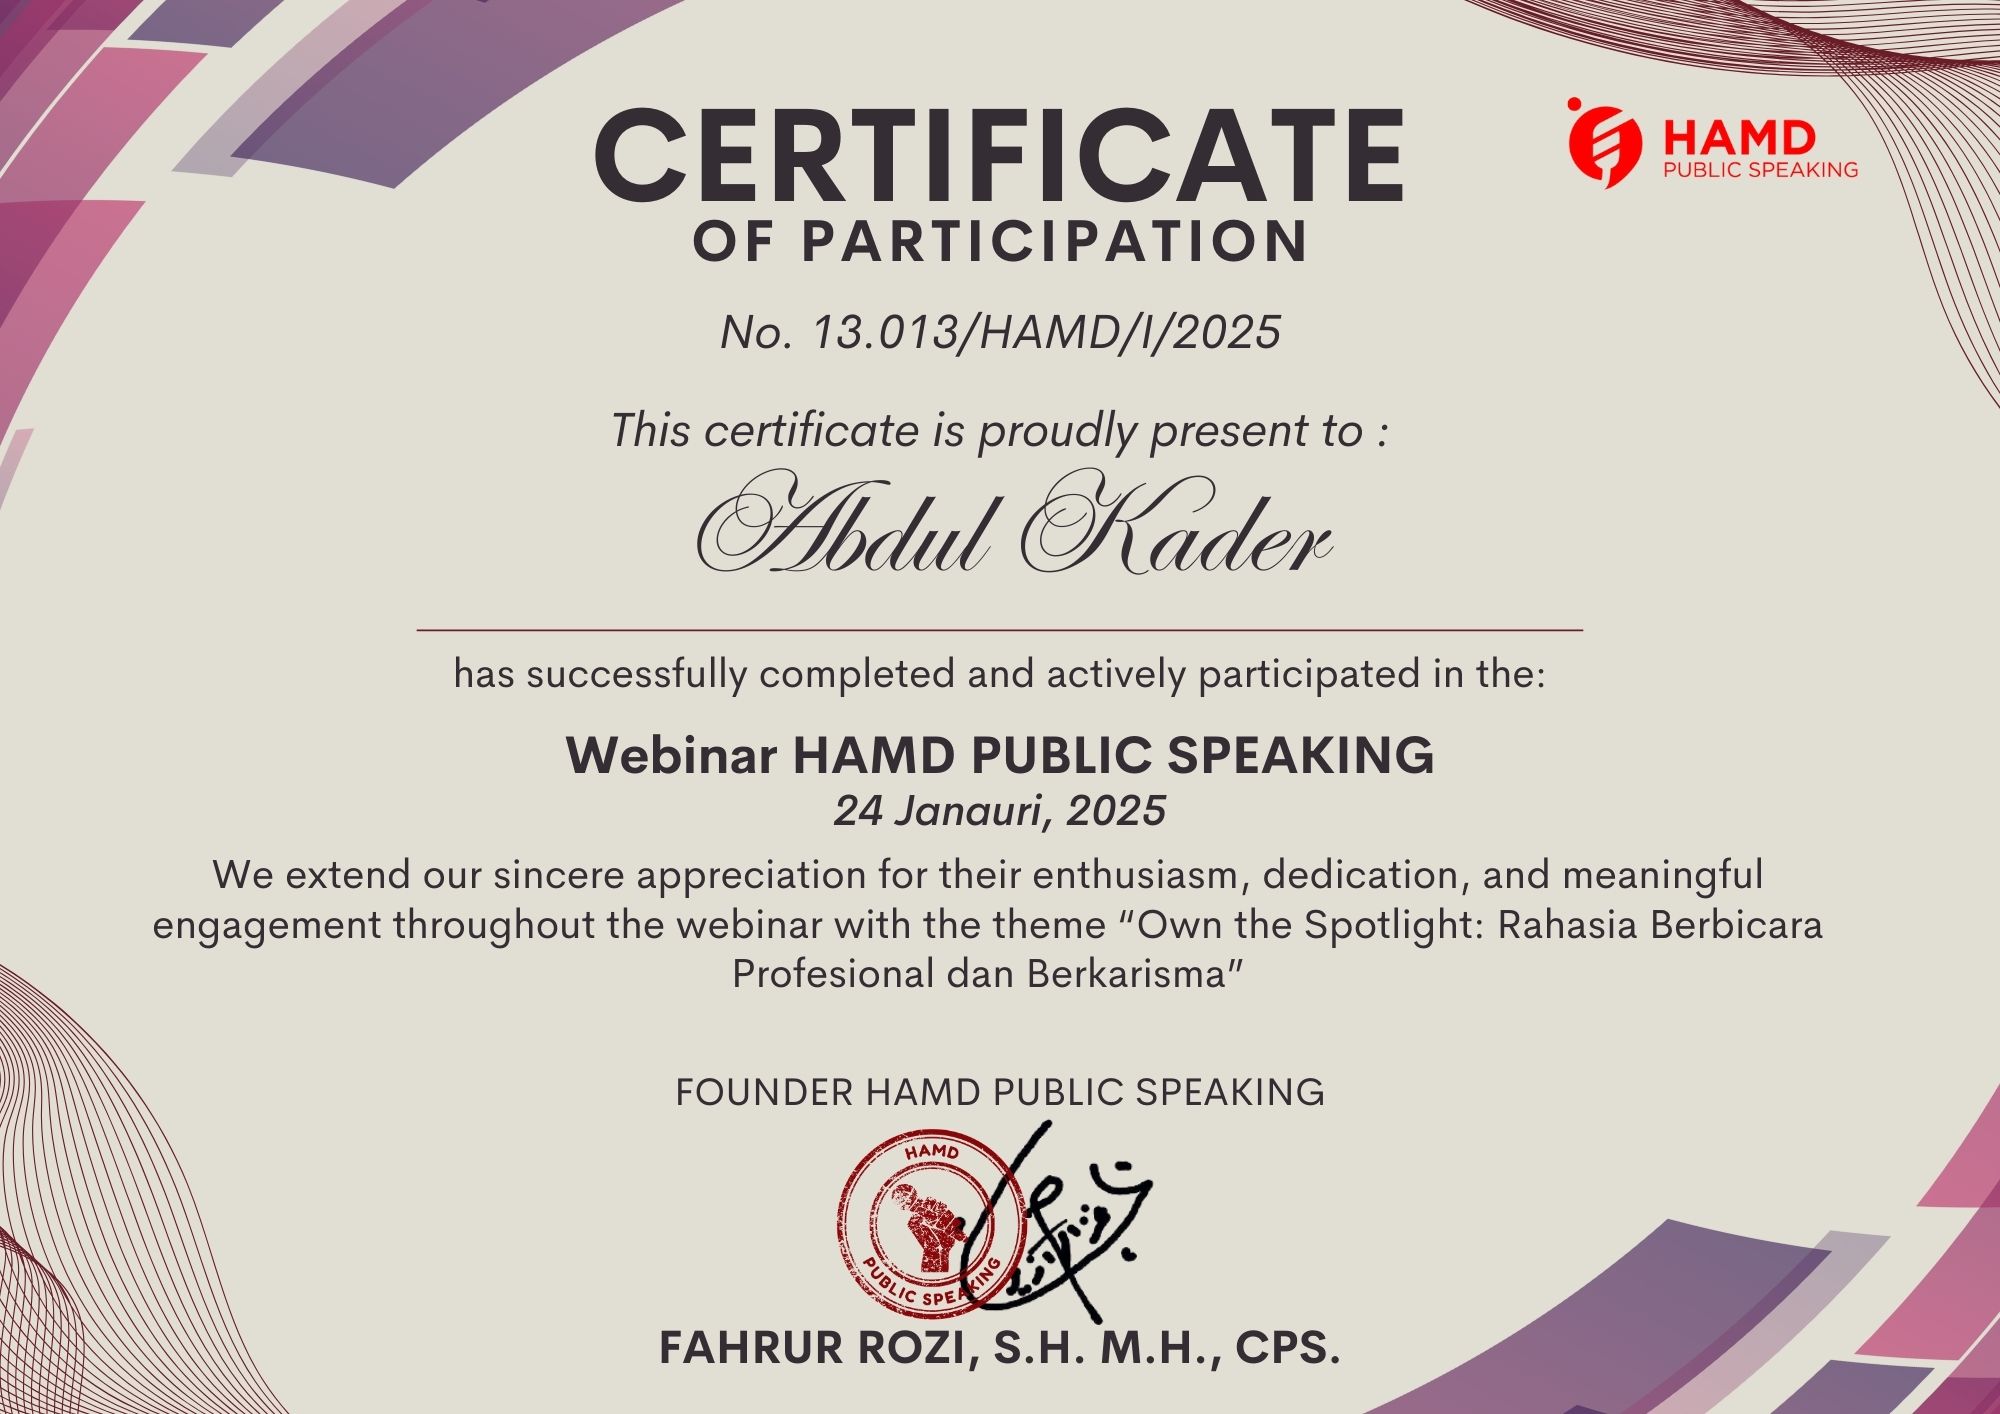 CERTIFICATE
HAMD
PUBLIC SPEAKING
OF PARTICIPATION
No. 13.013/HAMD/I/2025
This certificate is proudly present to :
Abdul Kader
has successfully completed and actively participated in the:
Webinar HAMD PUBLIC SPEAKING
24 Janauri, 2025
We extend our sincere appreciation for their enthusiasm, dedication, and meaningful
engagement throughout the webinar with the theme “Own the Spotlight: Rahasia Berbicara
Profesional dan Berkarisma”
FOUNDER HAMD PUBLIC SPEAKING
HAMD
PUBLIC SPEAKING
FAHRUR ROZI, S.H. M.H., CPS.